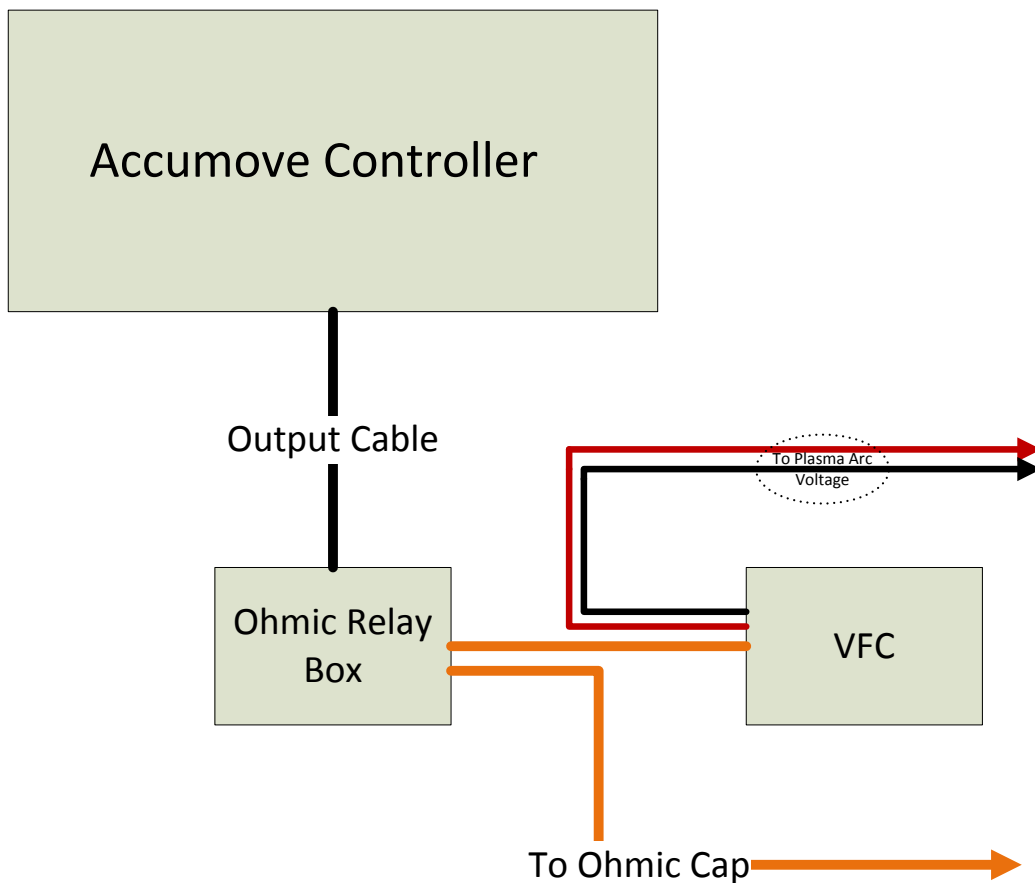 Accumove Controller
Output Cable
To Plasma Arc
Voltage
Ohmic Relay
Box
VFC
To Ohmic Cap